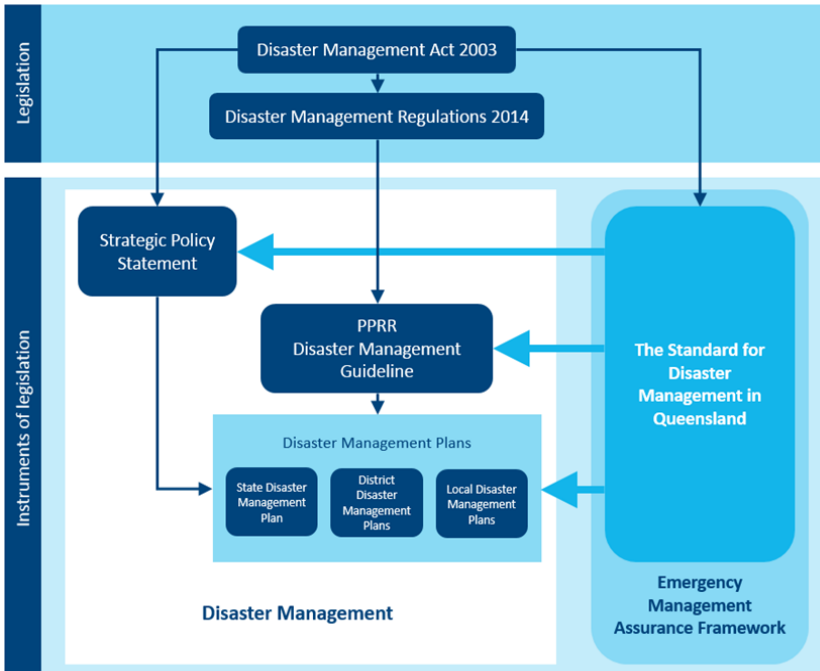 Legislation
Disaster Management Act 2003
Disaster Management Regulations 2014
Instruments of legislation
Strategic Policy
Statement
PPRR
Disaster Management
Guideline
The Standard for
Disaster
Management in
Queensland
Disaster Management Plans
State Disaster
Management
Plan
District
Disaster
Management
Plans
Local Disaster
Management
Plans
Disaster Management
Emergency
Management
Assurance Framework